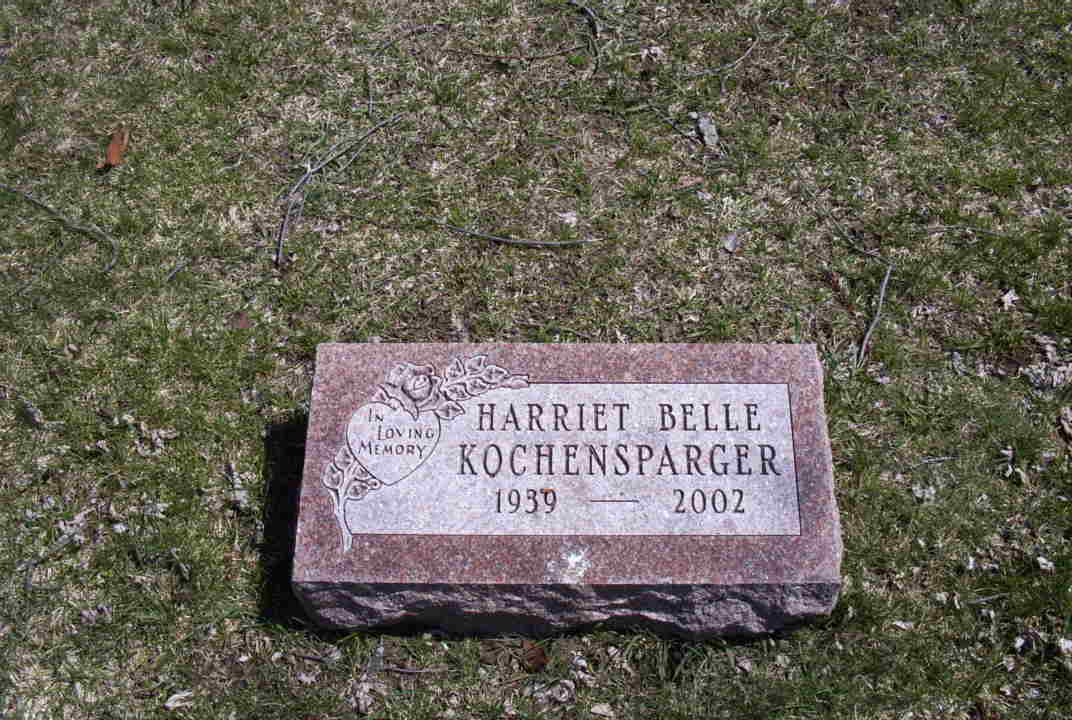 In
Loving
Memory
HARRIET BELLE
KOCHENSPARGER
1939 — 2002